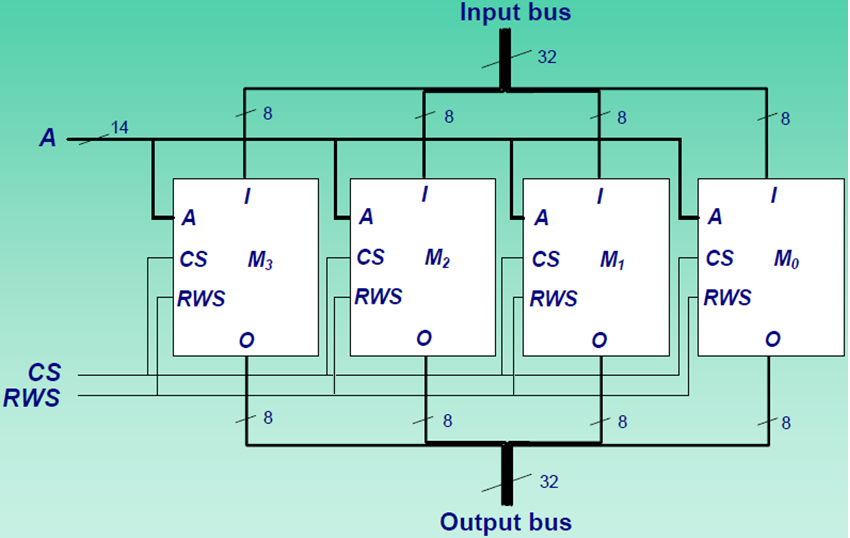 Input bus
32
8 8 8 8
A 14
I I I I
A A A A
CS M₃ CS M₂ CS M₁ CS M₀
RWS RWS RWS RWS
O O O O
CS
RWS
8 8 8 8
32
Output bus